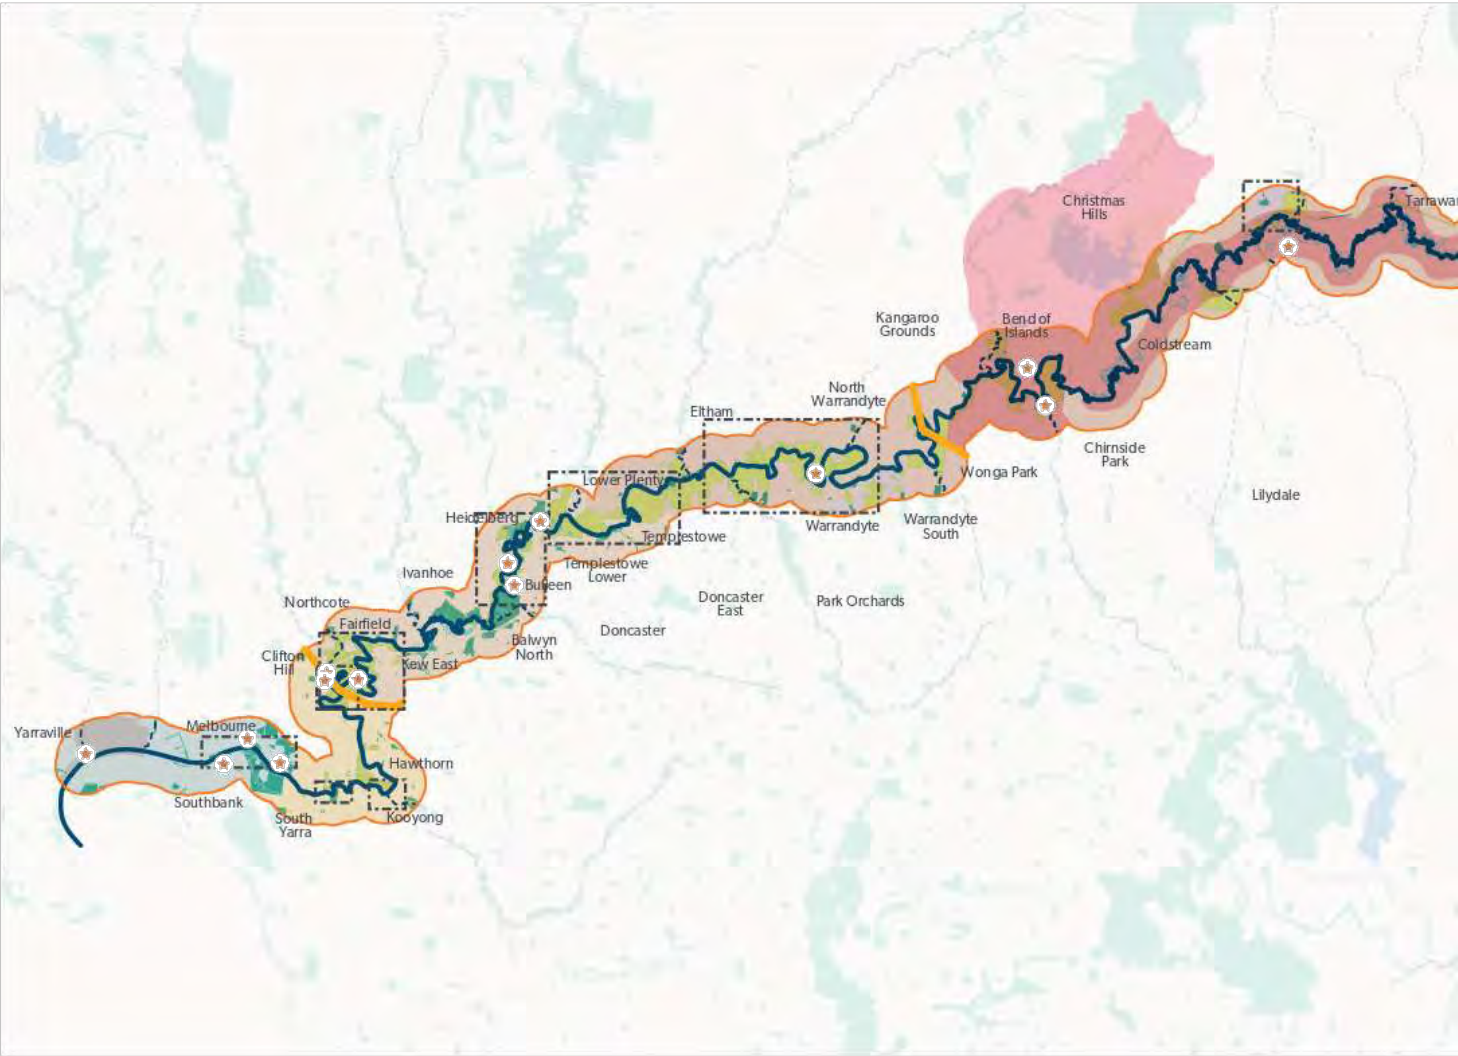 Christmas
Hills
Tarrawar
Kangaroo
Grounds
Bend of
Islands
Coldstream
North
Warrandyte
Eltham
Chirnside
Park
Wonga Park
Lower Plenty
Lilydale
Heidelberg
Warrandyte
Warrandyte
South
Templestowe
Templestowe
Lower
Ivanhoe
Bulleen
Northcote
Doncaster
East
Park Orchards
Fairfield
Doncaster
Balwyn
North
Clifton
Hill
Kew East
Yarraville
Melbourne
Hawthorn
Southbank
South
Yarra
Kooyong